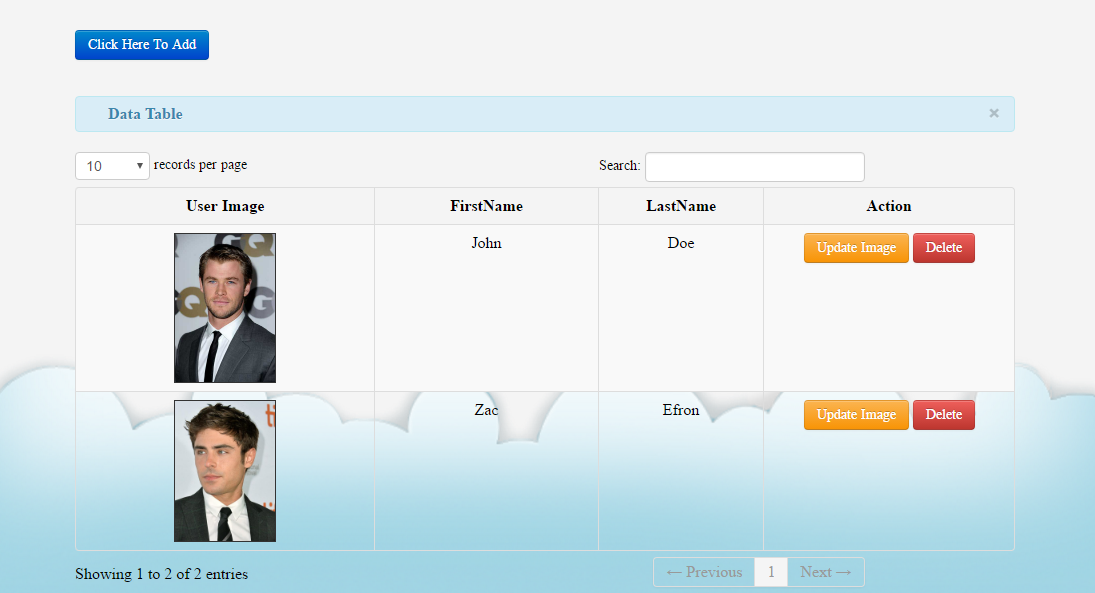 Click Here To Add
Data Table ×
10 records per page Search:
User Image FirstName LastName Action
GQ
John Doe Update Image Delete
Zac Efron Update Image Delete
Showing 1 to 2 of 2 entries ← Previous 1 Next →